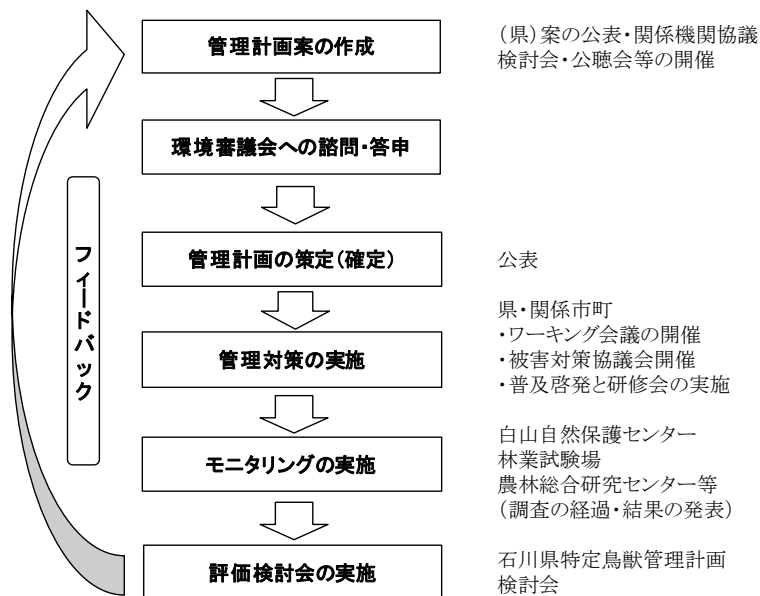 管理計画案の作成
(県)案の公表・関係機関協議
検討会・公聴会等の開催
環境審議会への諮問・答申
管理計画の策定(確定)
公表
フィードバック
管理対策の実施
県・関係市町
・ワーキング会議の開催
・被害対策協議会開催
・普及啓発と研修会の実施
モニタリングの実施
白山自然保護センター
林業試験場
農林総合研究センター等
(調査の経過・結果の発表)
評価検討会の実施
石川県特定鳥獣管理計画
検討会